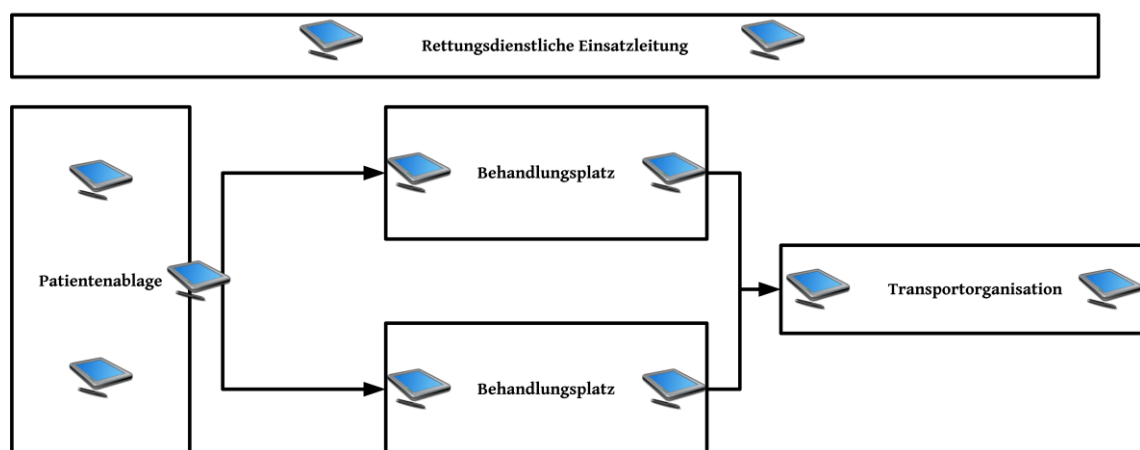 Rettungsdienstliche Einsatzleitung
Behandlungsplatz
Patientenablage
Transportorganisation
Behandlungsplatz